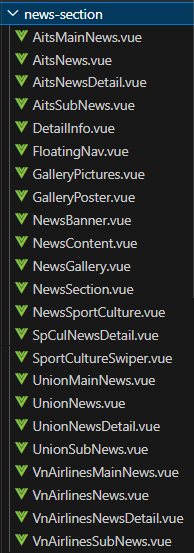 news-section
AitsMainNews.vue
AitsNews.vue
AitsNewsDetail.vue
AitsSubNews.vue
DetailInfo.vue
FloatingNav.vue
GalleryPictures.vue
GalleryPoster.vue
NewsBanner.vue
NewsContent.vue
NewsGallery.vue
NewsSection.vue
NewsSportCulture.vue
SpCulNewsDetail.vue
SportCultureSwiper.vue
UnionMainNews.vue
UnionNews.vue
UnionNewsDetail.vue
UnionSubNews.vue
VnAirlinesMainNews.vue
VnAirlinesNews.vue
VnAirlinesNewsDetail.vue
VnAirlinesSubNews.vue